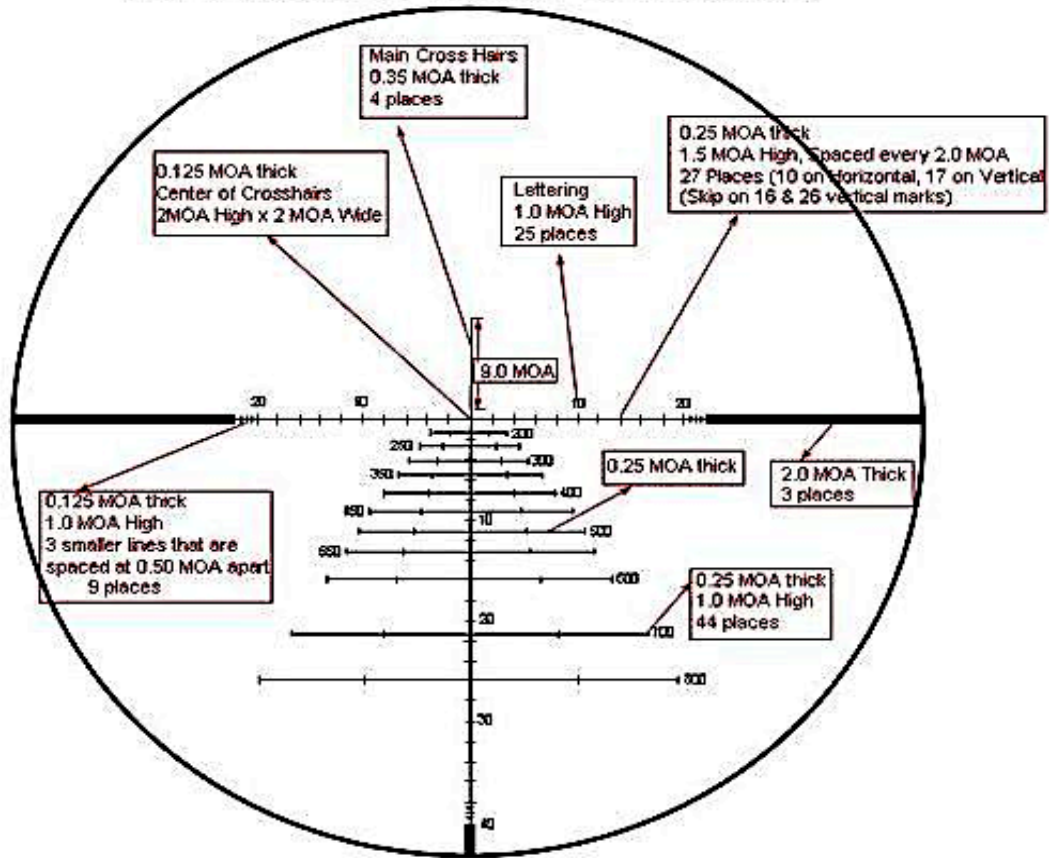 Main Cross Hairs
0.35 MOA thick
4 places
0.25 MOA thick
1.5 MOA High, Spaced every 2.0 MOA
27 Places (10 on Horizontal, 17 on Vertical
(Skip on 16 & 26 vertical marks)
0.125 MOA thick
Center of Crosshairs
2MOA High x 2 MOA Wide
Lettering
1.0 MOA High
25 places
9.0 MOA
20
10
10
20
200
250
300
350
400
450
10
500
550
600
20
700
800
30
40
0.25 MOA thick
2.0 MOA Thick
3 places
0.125 MOA thick
1.0 MOA High
3 smaller lines that are
spaced at 0.50 MOA apart
9 places
0.25 MOA thick
1.0 MOA High
44 places